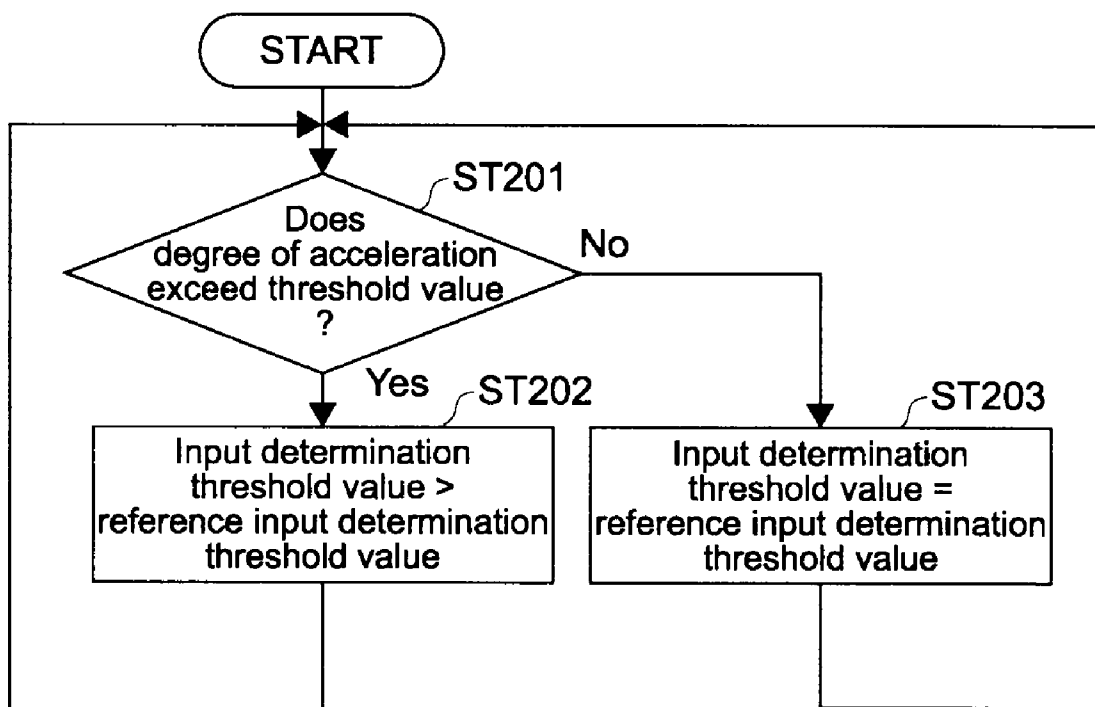 START
ST201
Does
degree of acceleration
exceed threshold value
?
No
Yes
ST202
Input determination
threshold value >
reference input determination
threshold value
ST203
Input determination
threshold value =
reference input determination
threshold value